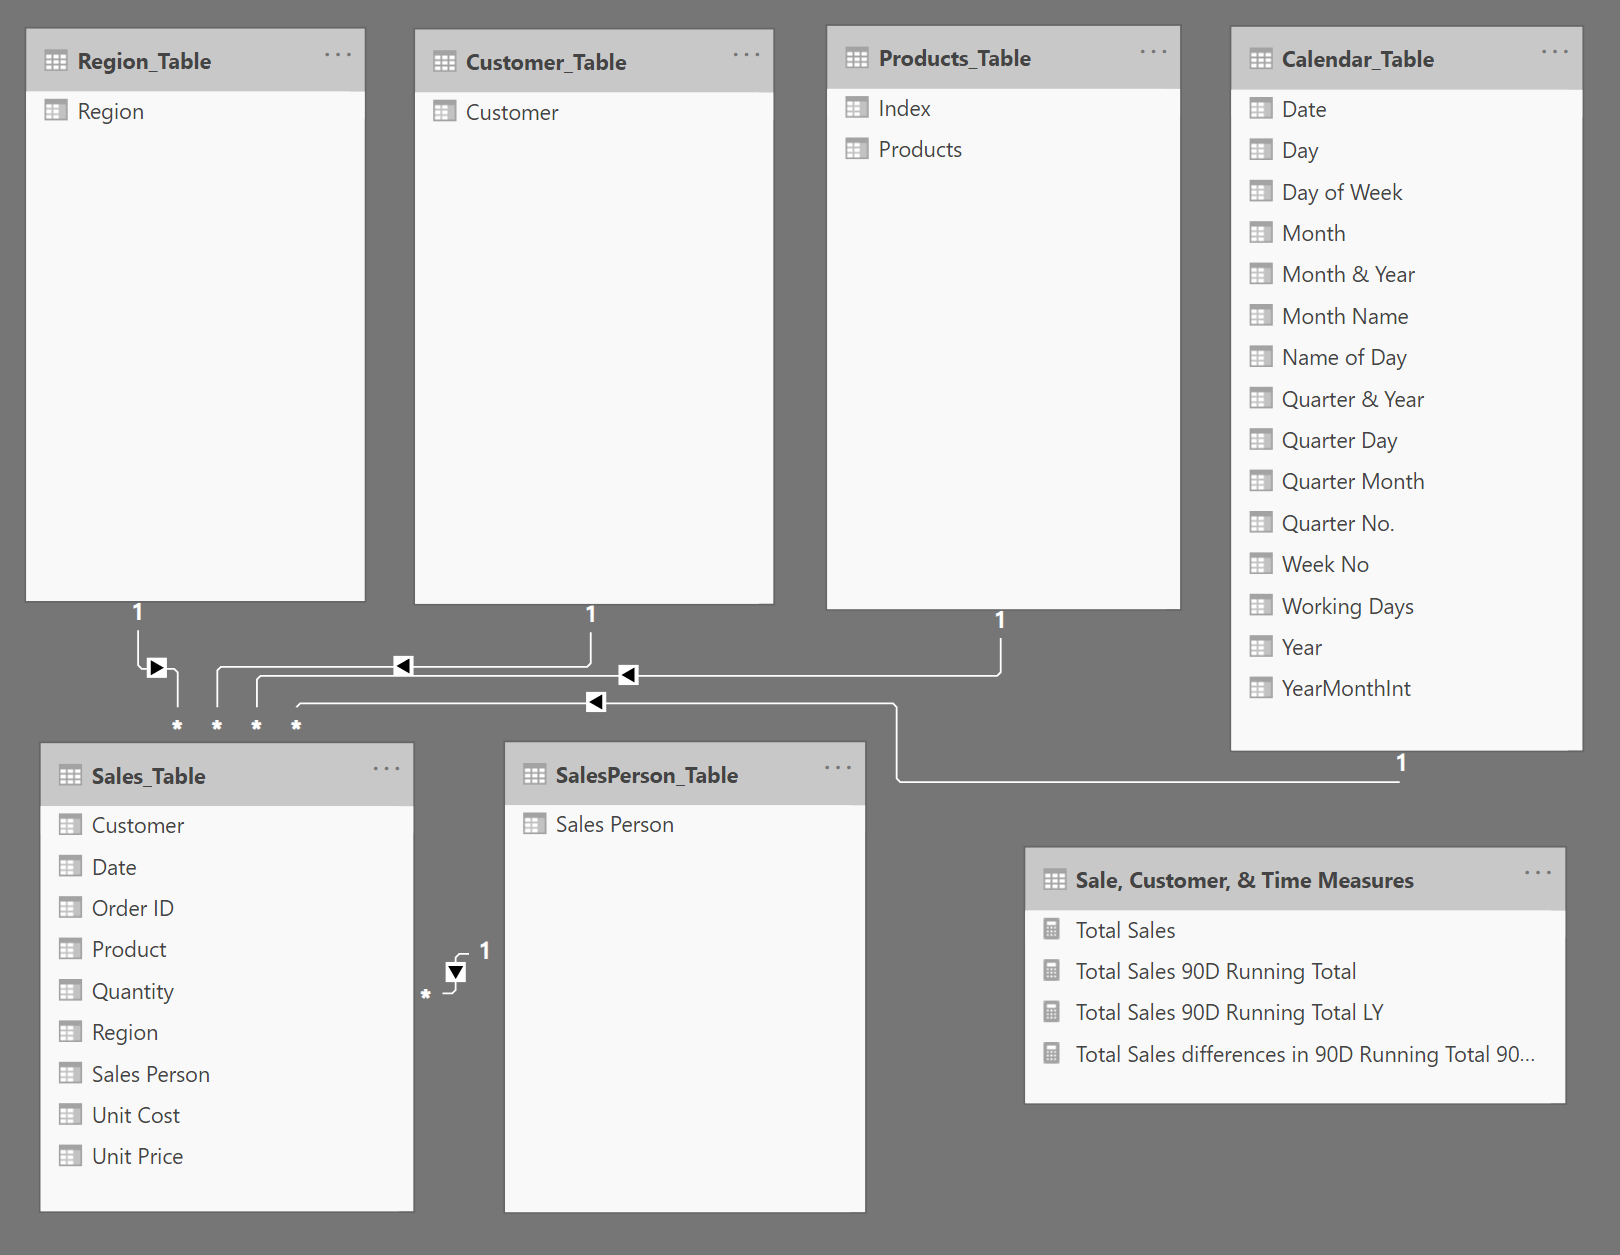 Region_Table
Region
Customer_Table
Customer
Products_Table
Index
Products
Calendar_Table
Date
Day
Day of Week
Month
Month & Year
Month Name
Name of Day
Quarter & Year
Quarter Day
Quarter Month
Quarter No.
Week No
Working Days
Year
YearMonthInt
1
1
1
* * * *
1
Sales_Table
Customer
Date
Order ID
Product
Quantity
Region
Sales Person
Unit Cost
Unit Price
1
*
SalesPerson_Table
Sales Person
Sale, Customer, & Time Measures
Total Sales
Total Sales 90D Running Total
Total Sales 90D Running Total LY
Total Sales differences in 90D Running Total 90...